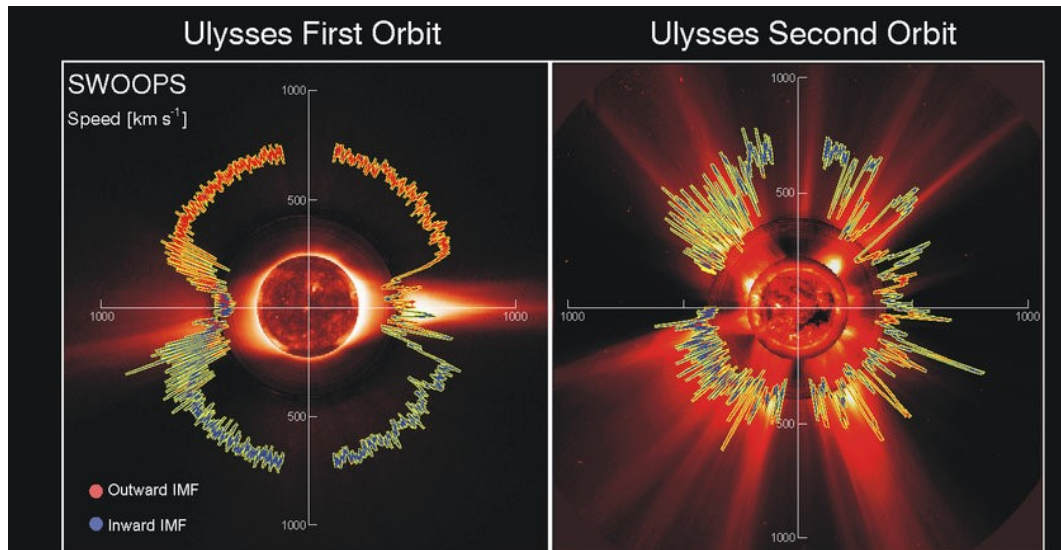 Ulysses First Orbit
Ulysses Second Orbit
SWOOPS
Speed [km s⁻¹]
1000
500
1000
1000
500
1000
Outward IMF
Inward IMF
1000
500
1000
1000
500
1000